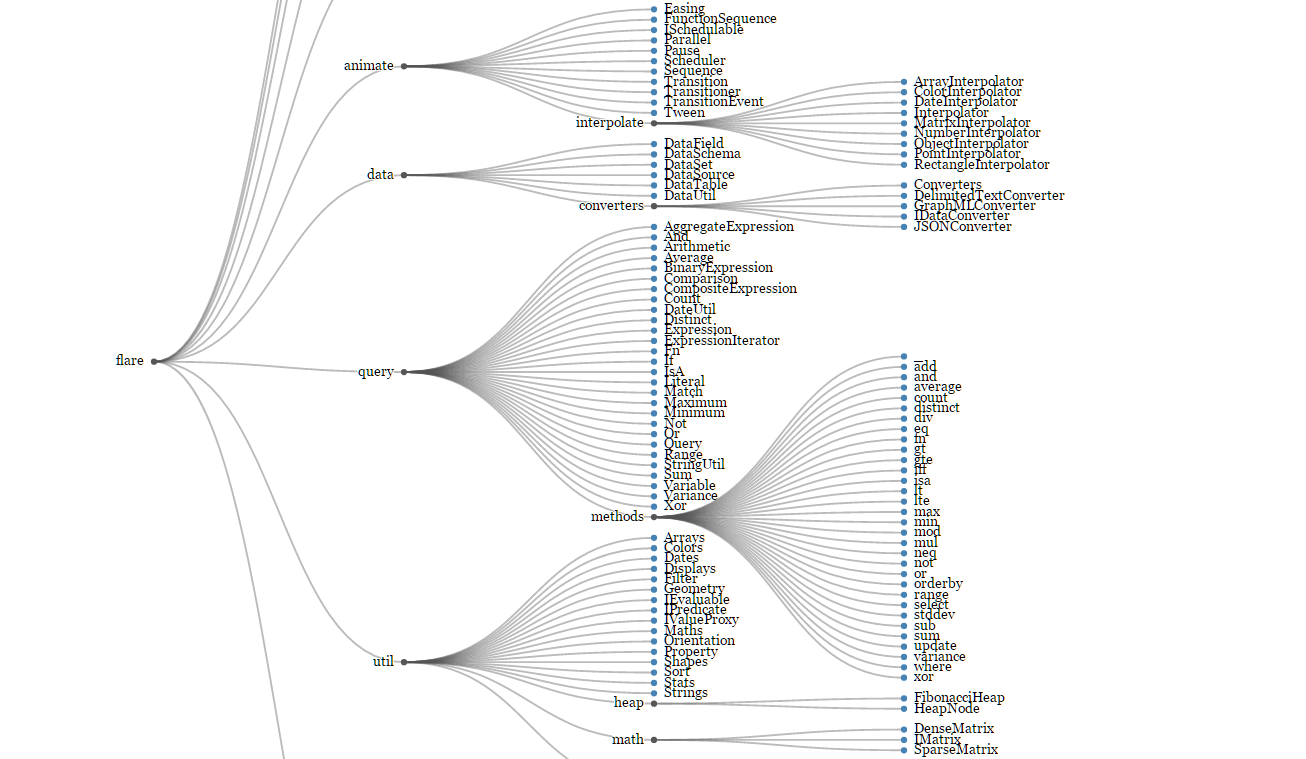 flare
animate
Easing
FunctionSequence
ISchedulable
Parallel
Pause
Scheduler
Sequence
Transition
Transitioner
TransitionEvent
Tween
interpolate
ArrayInterpolator
ColorInterpolator
DateInterpolator
Interpolator
MatrixInterpolator
NumberInterpolator
ObjectInterpolator
PointInterpolator
RectangleInterpolator
data
DataField
DataSchema
DataSet
DataSource
DataTable
DataUtil
converters
Converters
DelimitedTextConverter
GraphMLConverter
IDataConverter
JSONConverter
query
AggregateExpression
And
Arithmetic
Average
BinaryExpression
Comparison
CompositeExpression
Count
DateUtil
Distinct
Expression
ExpressionIterator
Fn
If
IsA
Literal
Match
Maximum
Minimum
Not
Or
Query
Range
StringUtil
Sum
Variable
Variance
Xor
methods
_
add
and
average
count
distinct
div
eq
fn
gt
gte
iff
isa
lt
lte
max
min
mod
mul
neq
not
or
orderby
range
select
stddev
sub
sum
update
variance
where
xor
util
Arrays
Colors
Dates
Displays
Filter
Geometry
IEvaluable
IPredicate
IValueProxy
Maths
Orientation
Property
Shapes
Sort
Stats
Strings
heap
FibonacciHeap
HeapNode
math
DenseMatrix
IMatrix
SparseMatrix